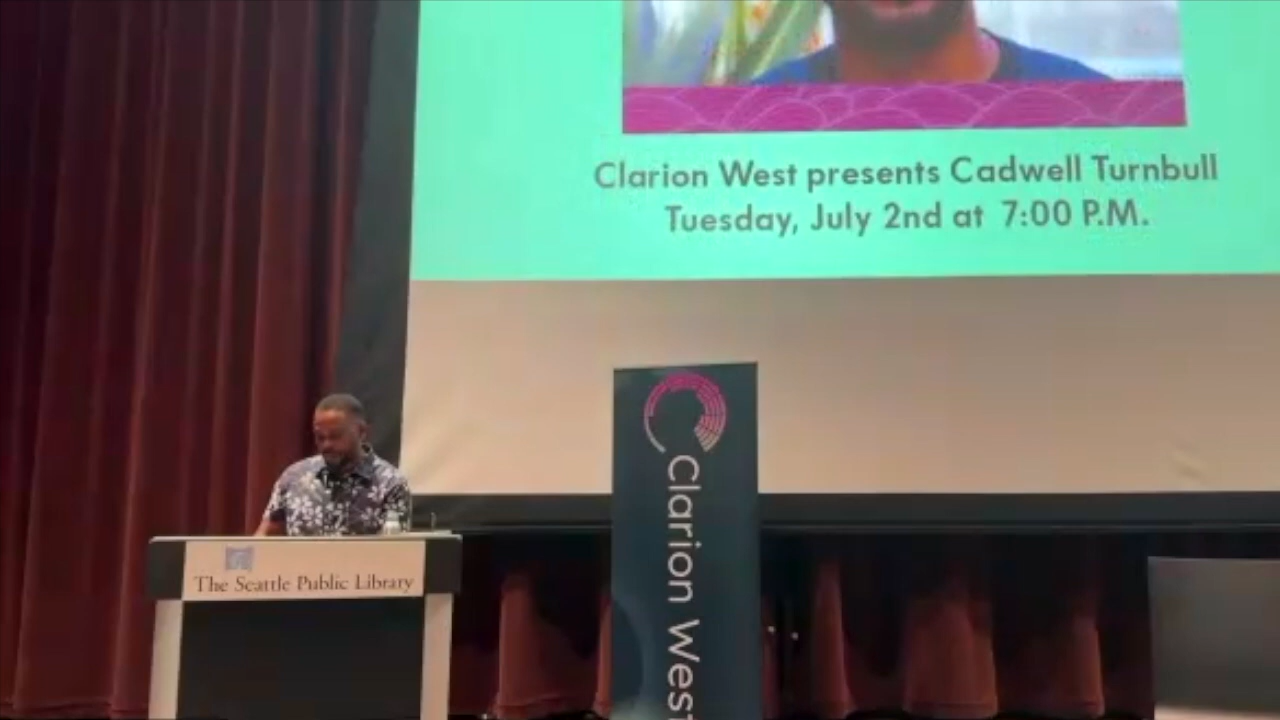 Clarion West presents Cadwell Turnbull
Tuesday, July 2nd at 7:00 P.M.
Clarion West
The Seattle Public Library